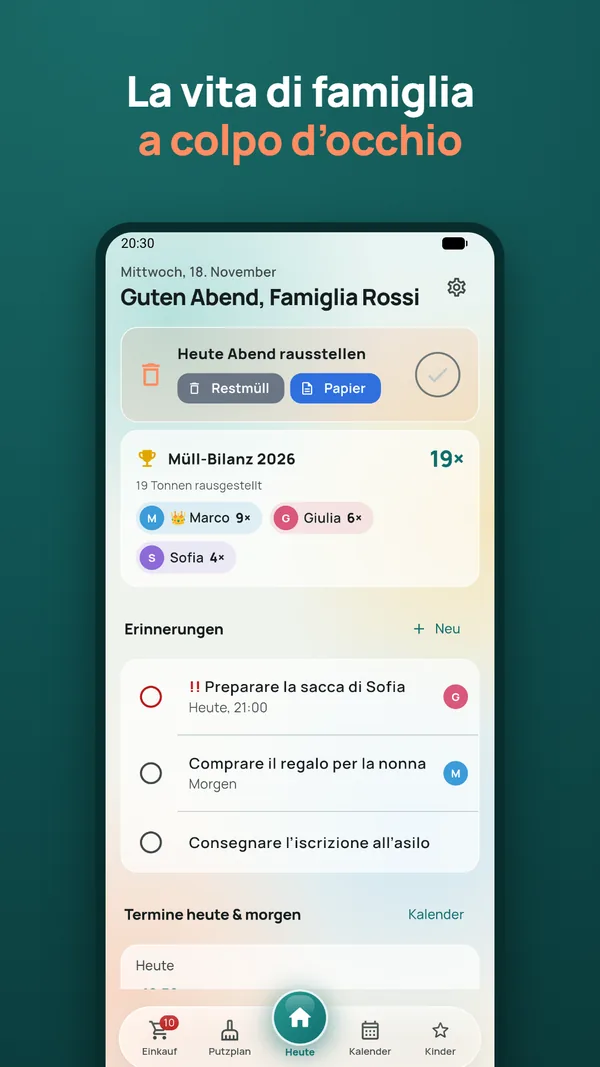 La vita di famiglia
a colpo d’occhio
20:30
Mittwoch, 18. November
Guten Abend, Famiglia Rossi
Heute Abend rausstellen
Restmüll
Papier
Müll-Bilanz 2026
19×
19 Tonnen rausgestellt
M 👑 Marco 9×
G Giulia 6×
S Sofia 4×
Erinnerungen
+ Neu
!! Preparare la sacca di Sofia
Heute, 21:00
G
Comprare il regalo per la nonna
Morgen
M
Consegnare l’iscrizione all’asilo
Termine heute & morgen
Kalender
Heute
10
Einkauf
Putzplan
Heute
Kalender
Kinder